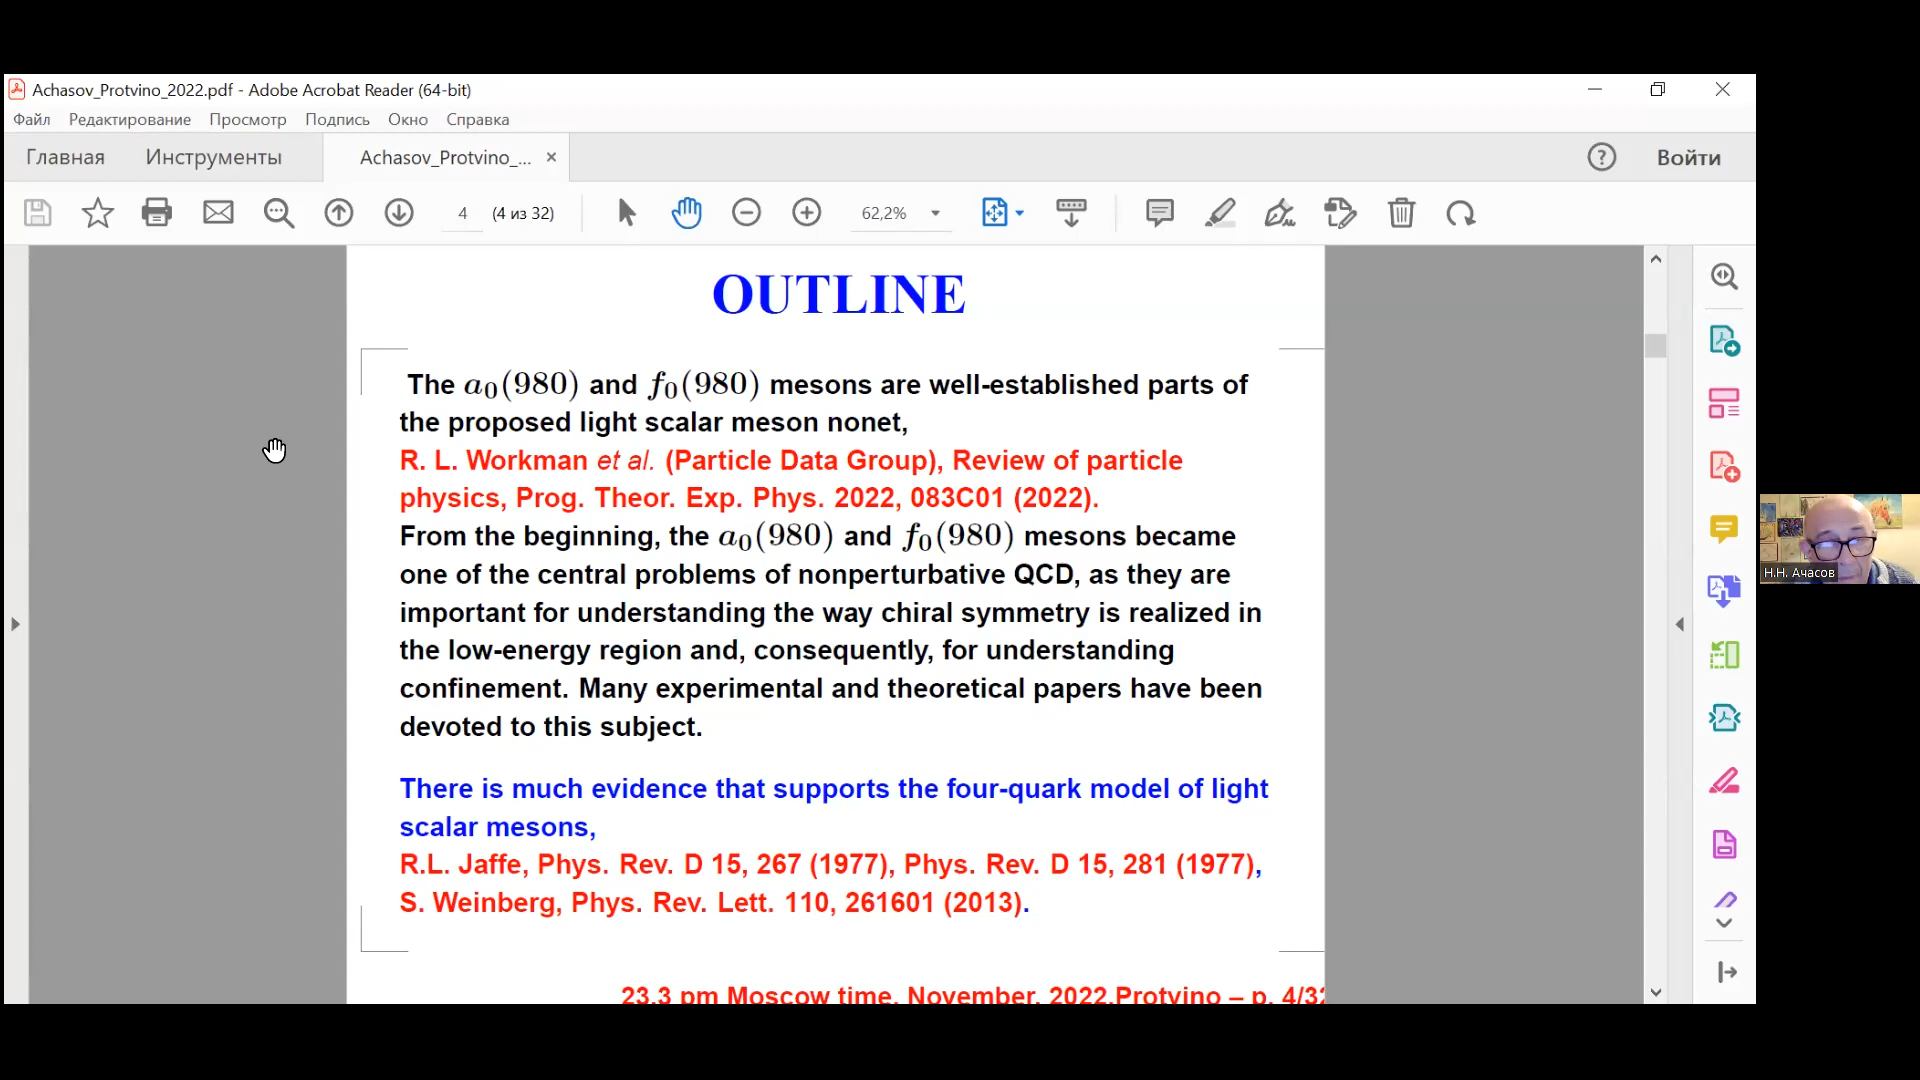 Achasov_Protvino_2022.pdf - Adobe Acrobat Reader (64-bit)
Файл Редактирование Просмотр Подпись Окно Справка
Главная Инструменты Achasov_Protvino_... × Войти
4 (4 из 32) 62,2%
OUTLINE
The a₀(980) and f₀(980) mesons are well-established parts of
the proposed light scalar meson nonet,
R. L. Workman et al. (Particle Data Group), Review of particle
physics, Prog. Theor. Exp. Phys. 2022, 083C01 (2022).
From the beginning, the a₀(980) and f₀(980) mesons became
one of the central problems of nonperturbative QCD, as they are
important for understanding the way chiral symmetry is realized in
the low-energy region and, consequently, for understanding
confinement. Many experimental and theoretical papers have been
devoted to this subject.
There is much evidence that supports the four-quark model of light
scalar mesons,
R.L. Jaffe, Phys. Rev. D 15, 267 (1977), Phys. Rev. D 15, 281 (1977),
S. Weinberg, Phys. Rev. Lett. 110, 261601 (2013).
23.3 pm Moscow time, November, 2022.Protvino – p. 4/32
Н.Н. Ачасов